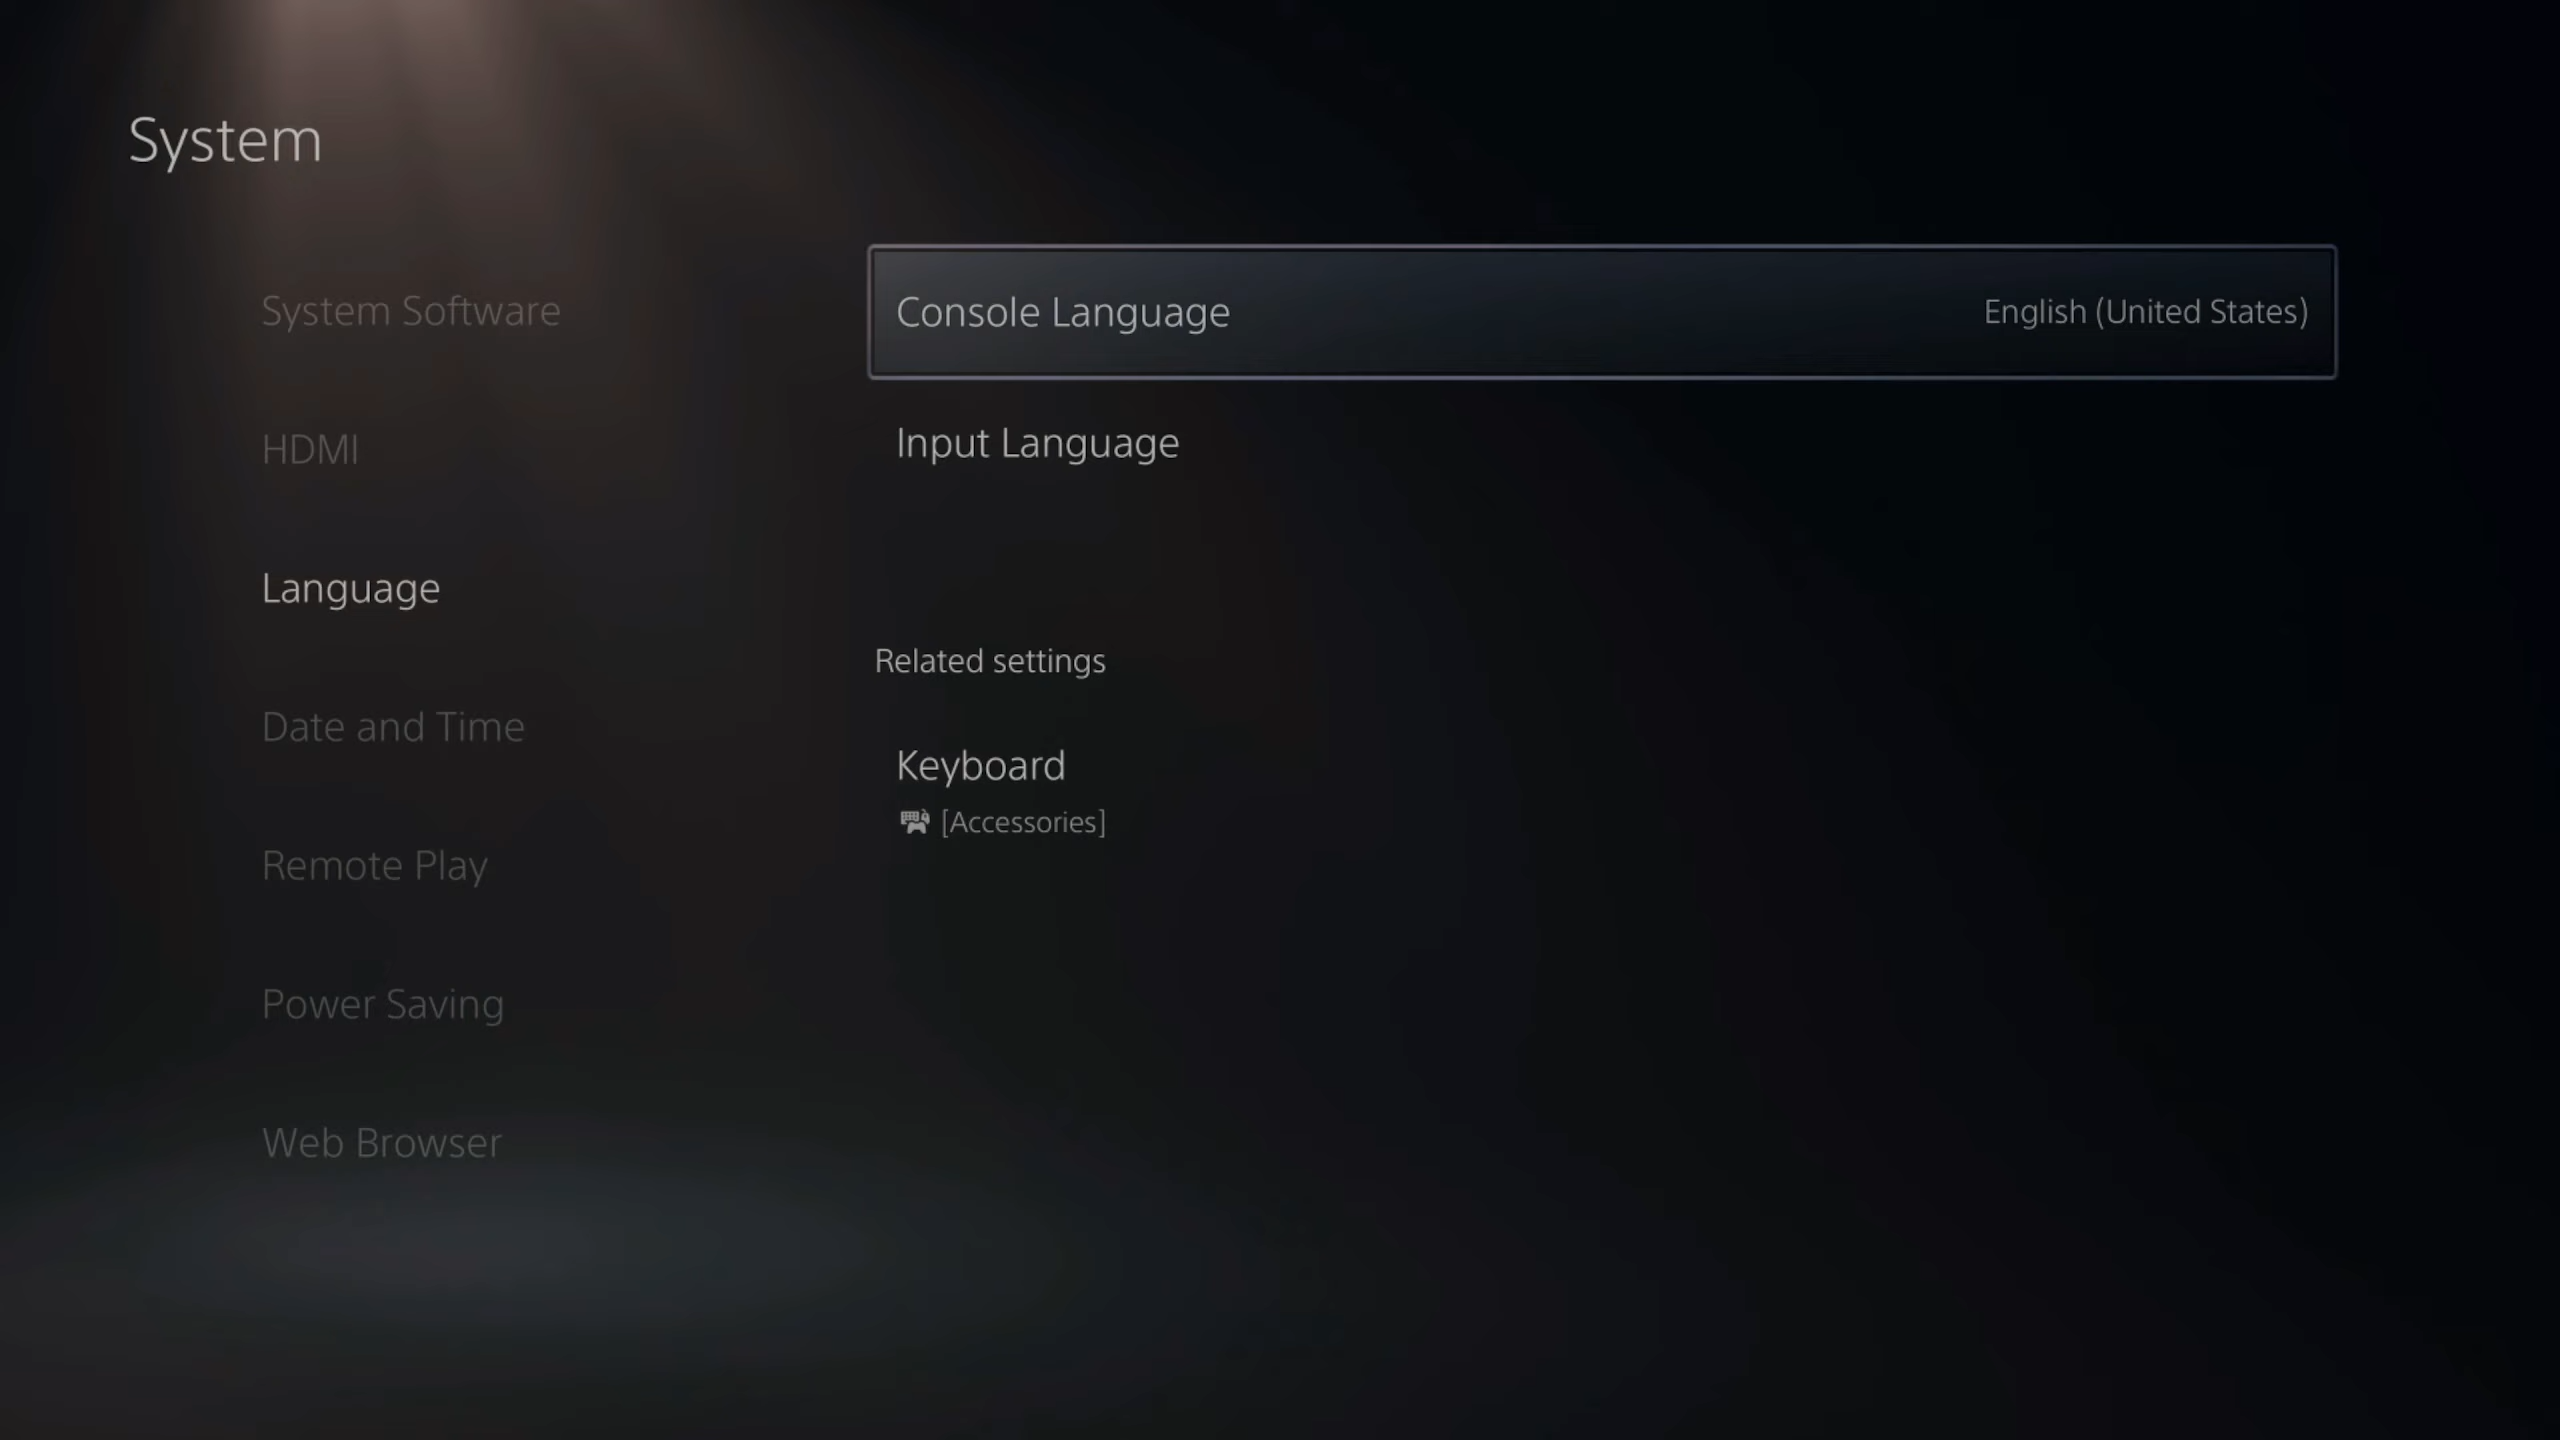 System
System Software
HDMI
Language
Date and Time
Remote Play
Power Saving
Web Browser
Console Language English (United States)
Input Language
Related settings
Keyboard
[Accessories]